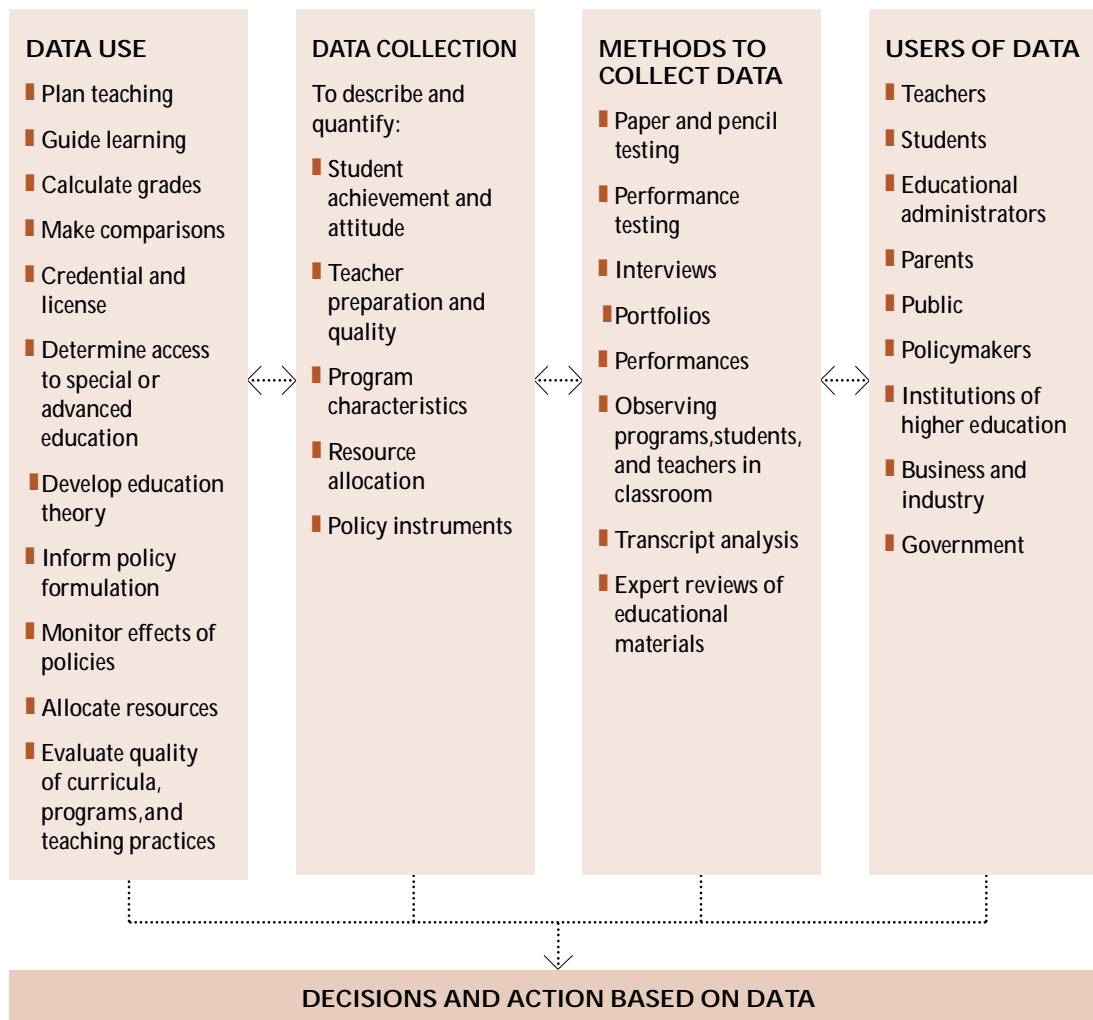 DATA USE
Plan teaching
Guide learning
Calculate grades
Make comparisons
Credential and
license
Determine access
to special or
advanced
education
Develop education
theory
Inform policy
formulation
Monitor effects of
policies
Allocate resources
Evaluate quality
of curricula,
programs,and
teaching practices
DATA COLLECTION
To describe and
quantify:
Student
achievement and
attitude
Teacher
preparation and
quality
Program
characteristics
Resource
allocation
Policy instruments
METHODS TO
COLLECT DATA
Paper and pencil
testing
Performance
testing
Interviews
Portfolios
Performances
Observing
programs,students,
and teachers in
classroom
Transcript analysis
Expert reviews of
educational
materials
USERS OF DATA
Teachers
Students
Educational
administrators
Parents
Public
Policymakers
Institutions of
higher education
Business and
industry
Government
DECISIONS AND ACTION BASED ON DATA